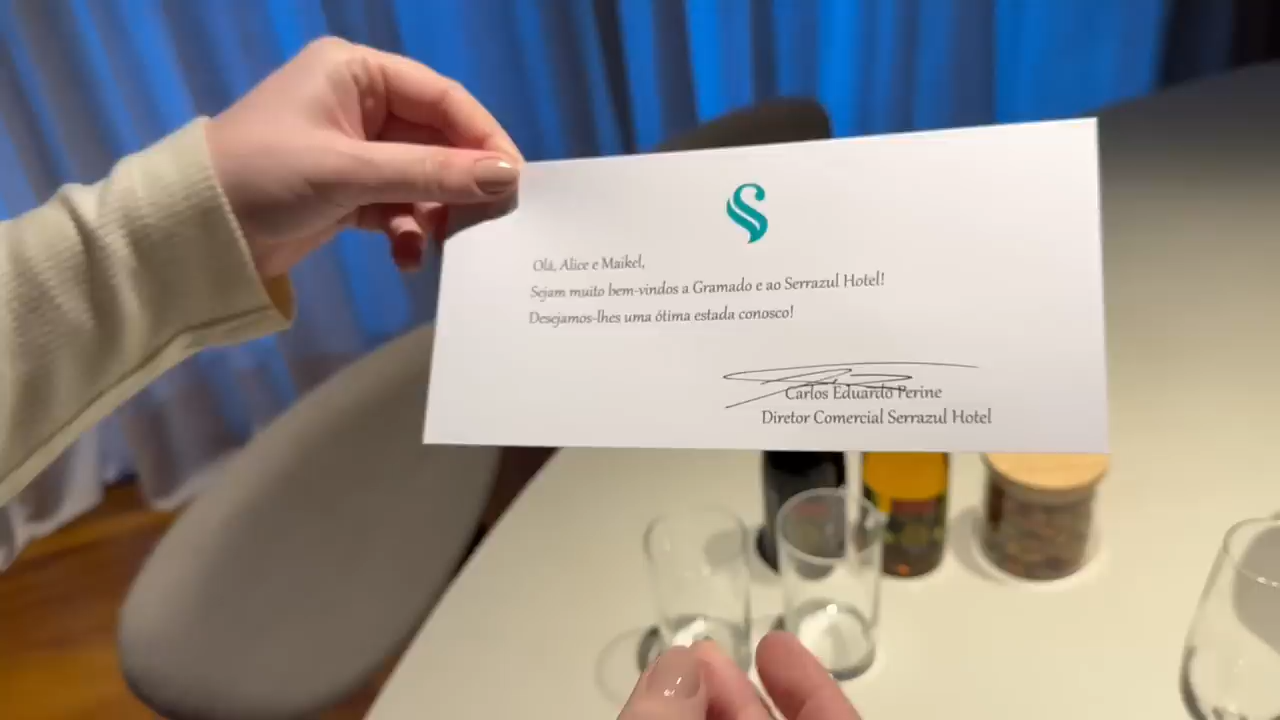 Olá, Alice e Maikel,
Sejam muito bem-vindos a Gramado e ao Serrazul Hotel!
Desejamos-lhes uma ótima estada conosco!
Carlos Eduardo Perine
Diretor Comercial Serrazul Hotel